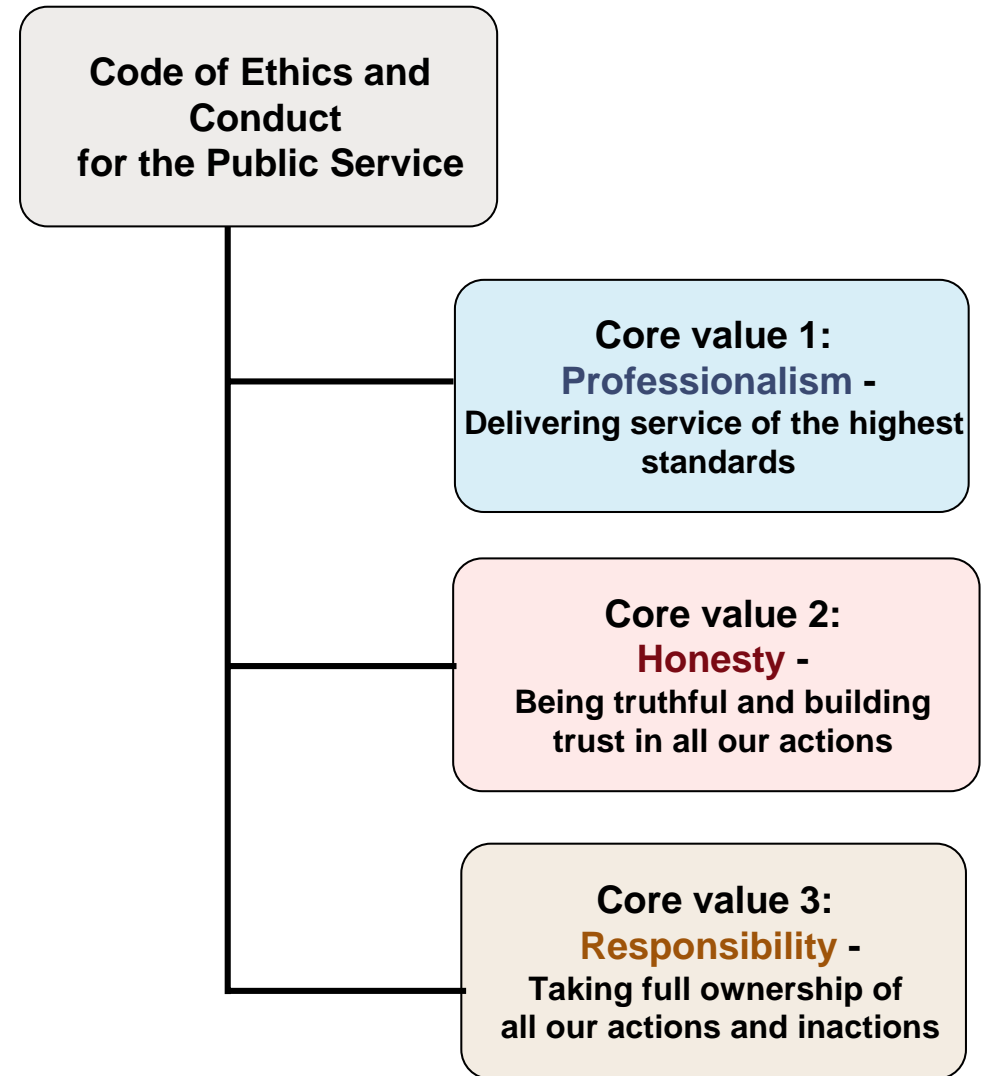 Code of Ethics and
Conduct
for the Public Service
Core value 1:
Professionalism -
Delivering service of the highest
standards
Core value 2:
Honesty -
Being truthful and building
trust in all our actions
Core value 3:
Responsibility -
Taking full ownership of
all our actions and inactions